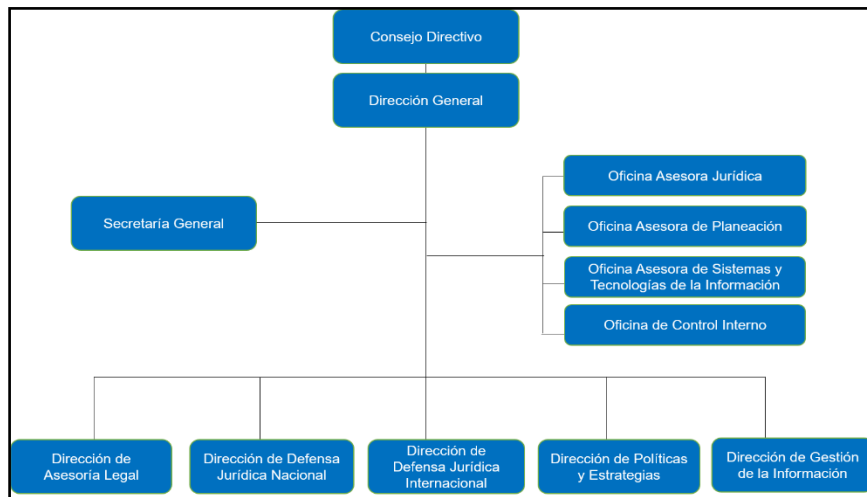 Consejo Directivo
Dirección General
Secretaría General
Oficina Asesora Jurídica
Oficina Asesora de Planeación
Oficina Asesora de Sistemas y
Tecnologías de la Información
Oficina de Control Interno
Dirección de
Asesoría Legal
Dirección de Defensa
Jurídica Nacional
Dirección de
Defensa Jurídica
Internacional
Dirección de Políticas
y Estrategias
Dirección de Gestión
de la Información